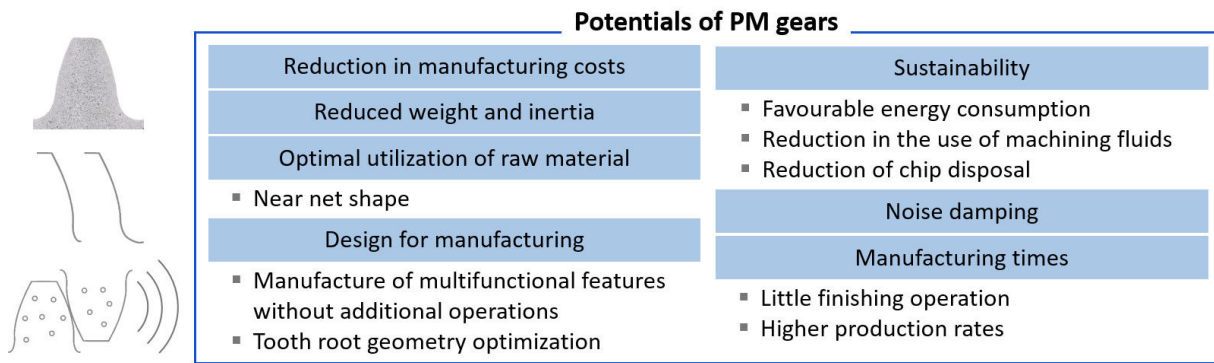 Potentials of PM gears
Reduction in manufacturing costs
Reduced weight and inertia
Optimal utilization of raw material
▪ Near net shape
Design for manufacturing
▪ Manufacture of multifunctional features
without additional operations
▪ Tooth root geometry optimization
Sustainability
▪ Favourable energy consumption
▪ Reduction in the use of machining fluids
▪ Reduction of chip disposal
Noise damping
Manufacturing times
▪ Little finishing operation
▪ Higher production rates